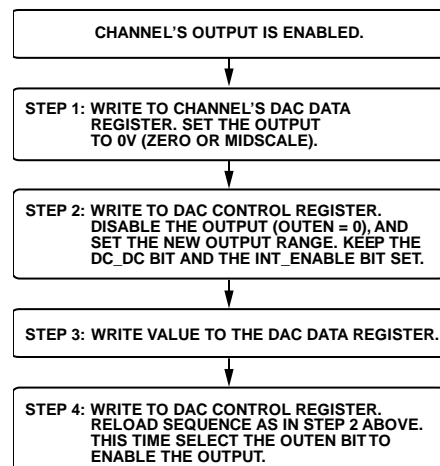 CHANNEL'S OUTPUT IS ENABLED.
STEP 1: WRITE TO CHANNEL'S DAC DATA
REGISTER. SET THE OUTPUT
TO 0V (ZERO OR MIDSCALE).
STEP 2: WRITE TO DAC CONTROL REGISTER.
DISABLE THE OUTPUT (OUTEN = 0), AND
SET THE NEW OUTPUT RANGE. KEEP THE
DC_DC BIT AND THE INT_ENABLE BIT SET.
STEP 3: WRITE VALUE TO THE DAC DATA REGISTER.
STEP 4: WRITE TO DAC CONTROL REGISTER.
RELOAD SEQUENCE AS IN STEP 2 ABOVE.
THIS TIME SELECT THE OUTEN BIT TO
ENABLE THE OUTPUT.